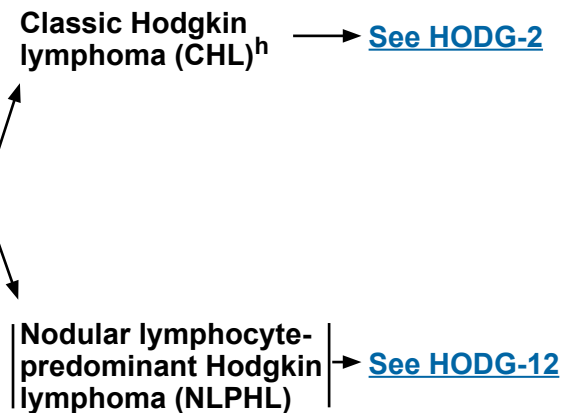 Classic Hodgkin
lymphoma (CHL)h
See HODG-2
Nodular lymphocyte-
predominant Hodgkin
lymphoma (NLPHL)
See HODG-12